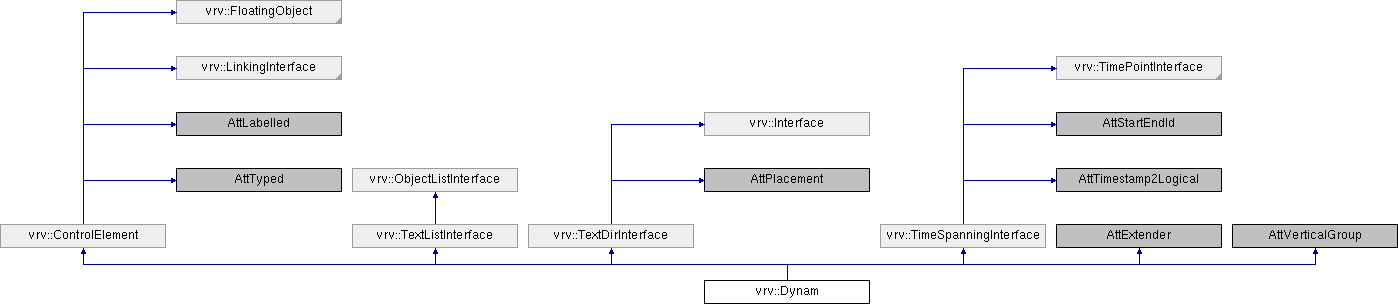 vrv::FloatingObject
vrv::LinkingInterface
vrv::TimePointInterface
AttLabelled
vrv::Interface
AttStartEndId
AttTyped
vrv::ObjectListInterface
AttPlacement
AttTimestamp2Logical
vrv::ControlElement
vrv::TextListInterface
vrv::TextDirInterface
vrv::TimeSpanningInterface
AttExtender
AttVerticalGroup
vrv::Dynam